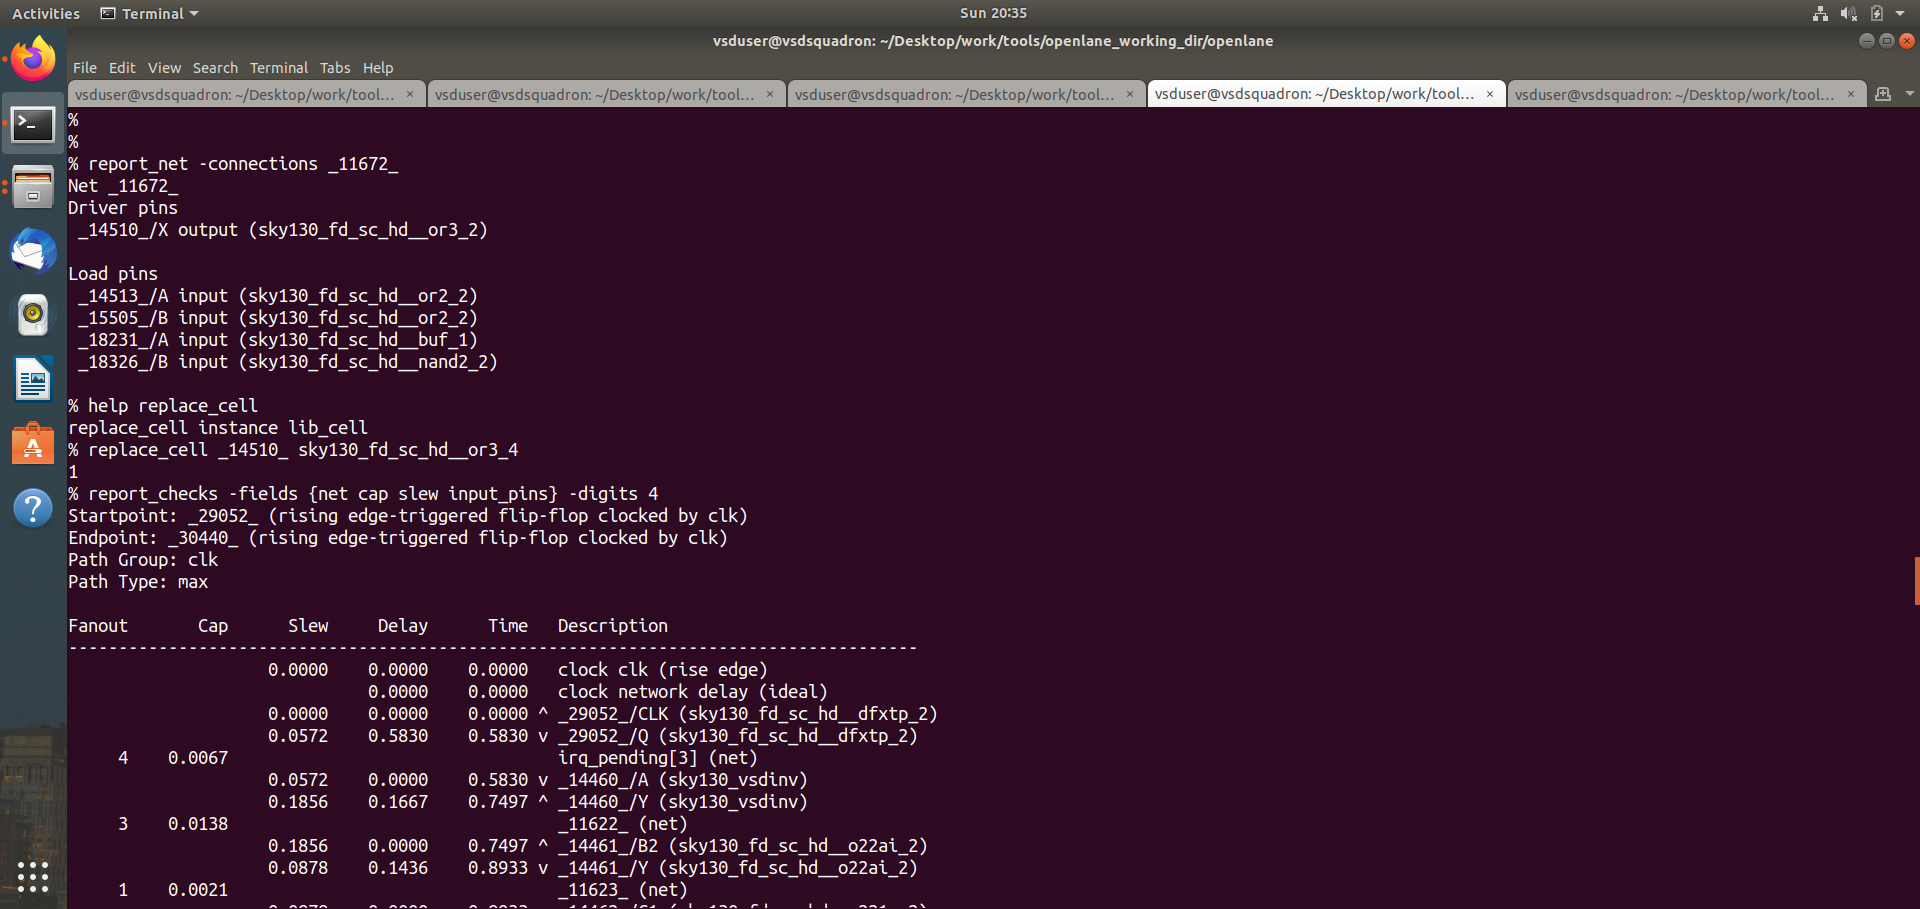 Activities Terminal Sun 20:35
vsduser@vsdsquadron: ~/Desktop/work/tools/openlane_working_dir/openlane
File Edit View Search Terminal Tabs Help
vsduser@vsdsquadron: ~/Desktop/work/tool... × vsduser@vsdsquadron: ~/Desktop/work/tool... × vsduser@vsdsquadron: ~/Desktop/work/tool... × vsduser@vsdsquadron: ~/Desktop/work/tool... × vsduser@vsdsquadron: ~/Desktop/work/tool... ×
%
%
% report_net -connections _11672_
Net _11672_
Driver pins
_14510_/X output (sky130_fd_sc_hd__or3_2)
Load pins
_14513_/A input (sky130_fd_sc_hd__or2_2)
_15505_/B input (sky130_fd_sc_hd__or2_2)
_18231_/A input (sky130_fd_sc_hd__buf_1)
_18326_/B input (sky130_fd_sc_hd__nand2_2)
% help replace_cell
replace_cell instance lib_cell
% replace_cell _14510_ sky130_fd_sc_hd__or3_4
1
% report_checks -fields {net cap slew input_pins} -digits 4
Startpoint: _29052_ (rising edge-triggered flip-flop clocked by clk)
Endpoint: _30440_ (rising edge-triggered flip-flop clocked by clk)
Path Group: clk
Path Type: max
Fanout Cap Slew Delay Time Description
-------------------------------------------------------------------------------------
0.0000 0.0000 0.0000 clock clk (rise edge)
0.0000 0.0000 clock network delay (ideal)
0.0000 0.0000 0.0000 ^ _29052_/CLK (sky130_fd_sc_hd__dfxtp_2)
0.0572 0.5830 0.5830 v _29052_/Q (sky130_fd_sc_hd__dfxtp_2)
4 0.0067 irq_pending[3] (net)
0.0572 0.0000 0.5830 v _14460_/A (sky130_vsdinv)
0.1856 0.1667 0.7497 ^ _14460_/Y (sky130_vsdinv)
3 0.0138 _11622_ (net)
0.1856 0.0000 0.7497 ^ _14461_/B2 (sky130_fd_sc_hd__o22ai_2)
0.0878 0.1436 0.8933 v _14461_/Y (sky130_fd_sc_hd__o22ai_2)
1 0.0021 _11623_ (net)